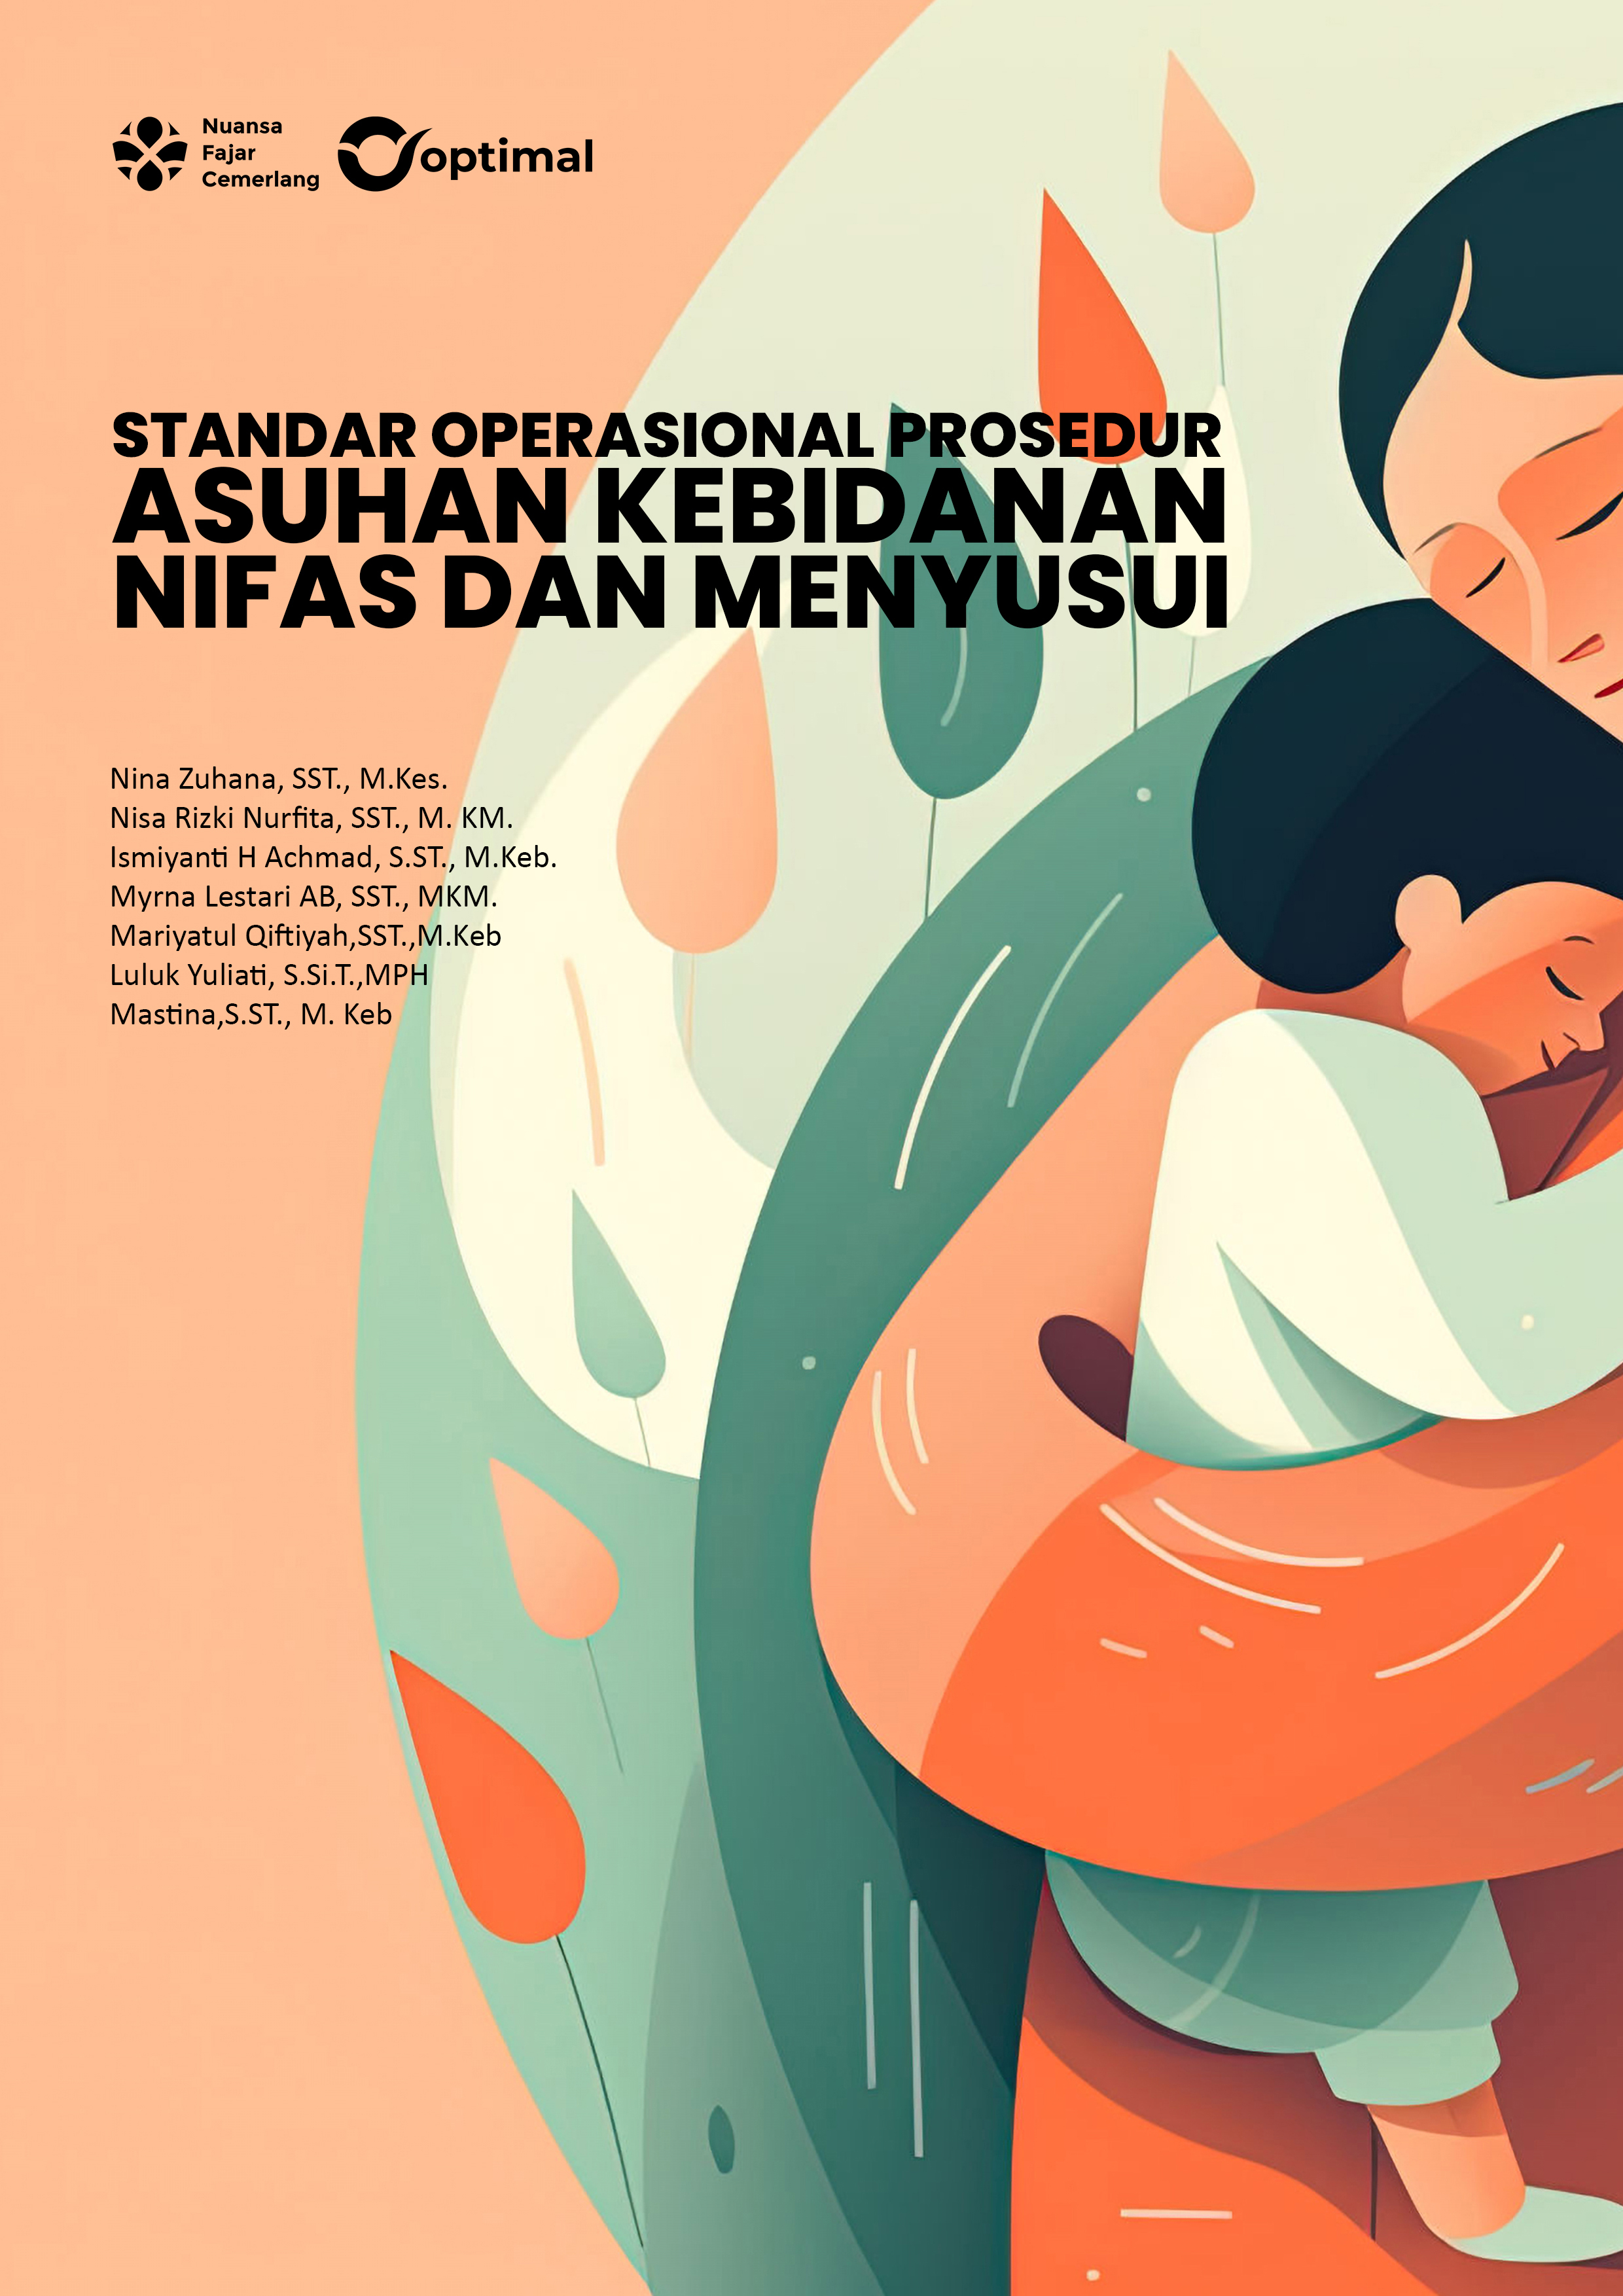 Nuansa
Fajar
Cemerlang
optimal
STANDAR OPERASIONAL PROSEDUR
ASUHAN KEBIDANAN
NIFAS DAN MENYUSUI
Nina Zuhana, SST., M.Kes.
Nisa Rizki Nurfita, SST., M. KM.
Ismiyanti H Achmad, S.ST., M.Keb.
Myrna Lestari AB, SST., MKM.
Mariyatul Qiftiyah,SST.,M.Keb
Luluk Yuliati, S.Si.T.,MPH
Mastina,S.ST., M. Keb